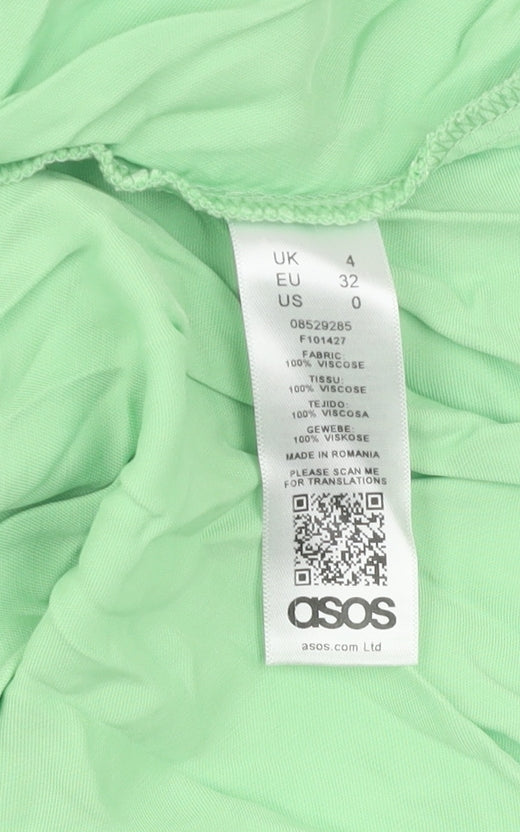 UK 4
EU 32
US 0
08529285
F101427
FABRIC:
100% VISCOSE
TISSU:
100% VISCOSE
TEJIDO:
100% VISCOSA
GEWEBE:
100% VISKOSE
MADE IN ROMANIA
PLEASE SCAN ME
FOR TRANSLATIONS
asos
asos.com Ltd